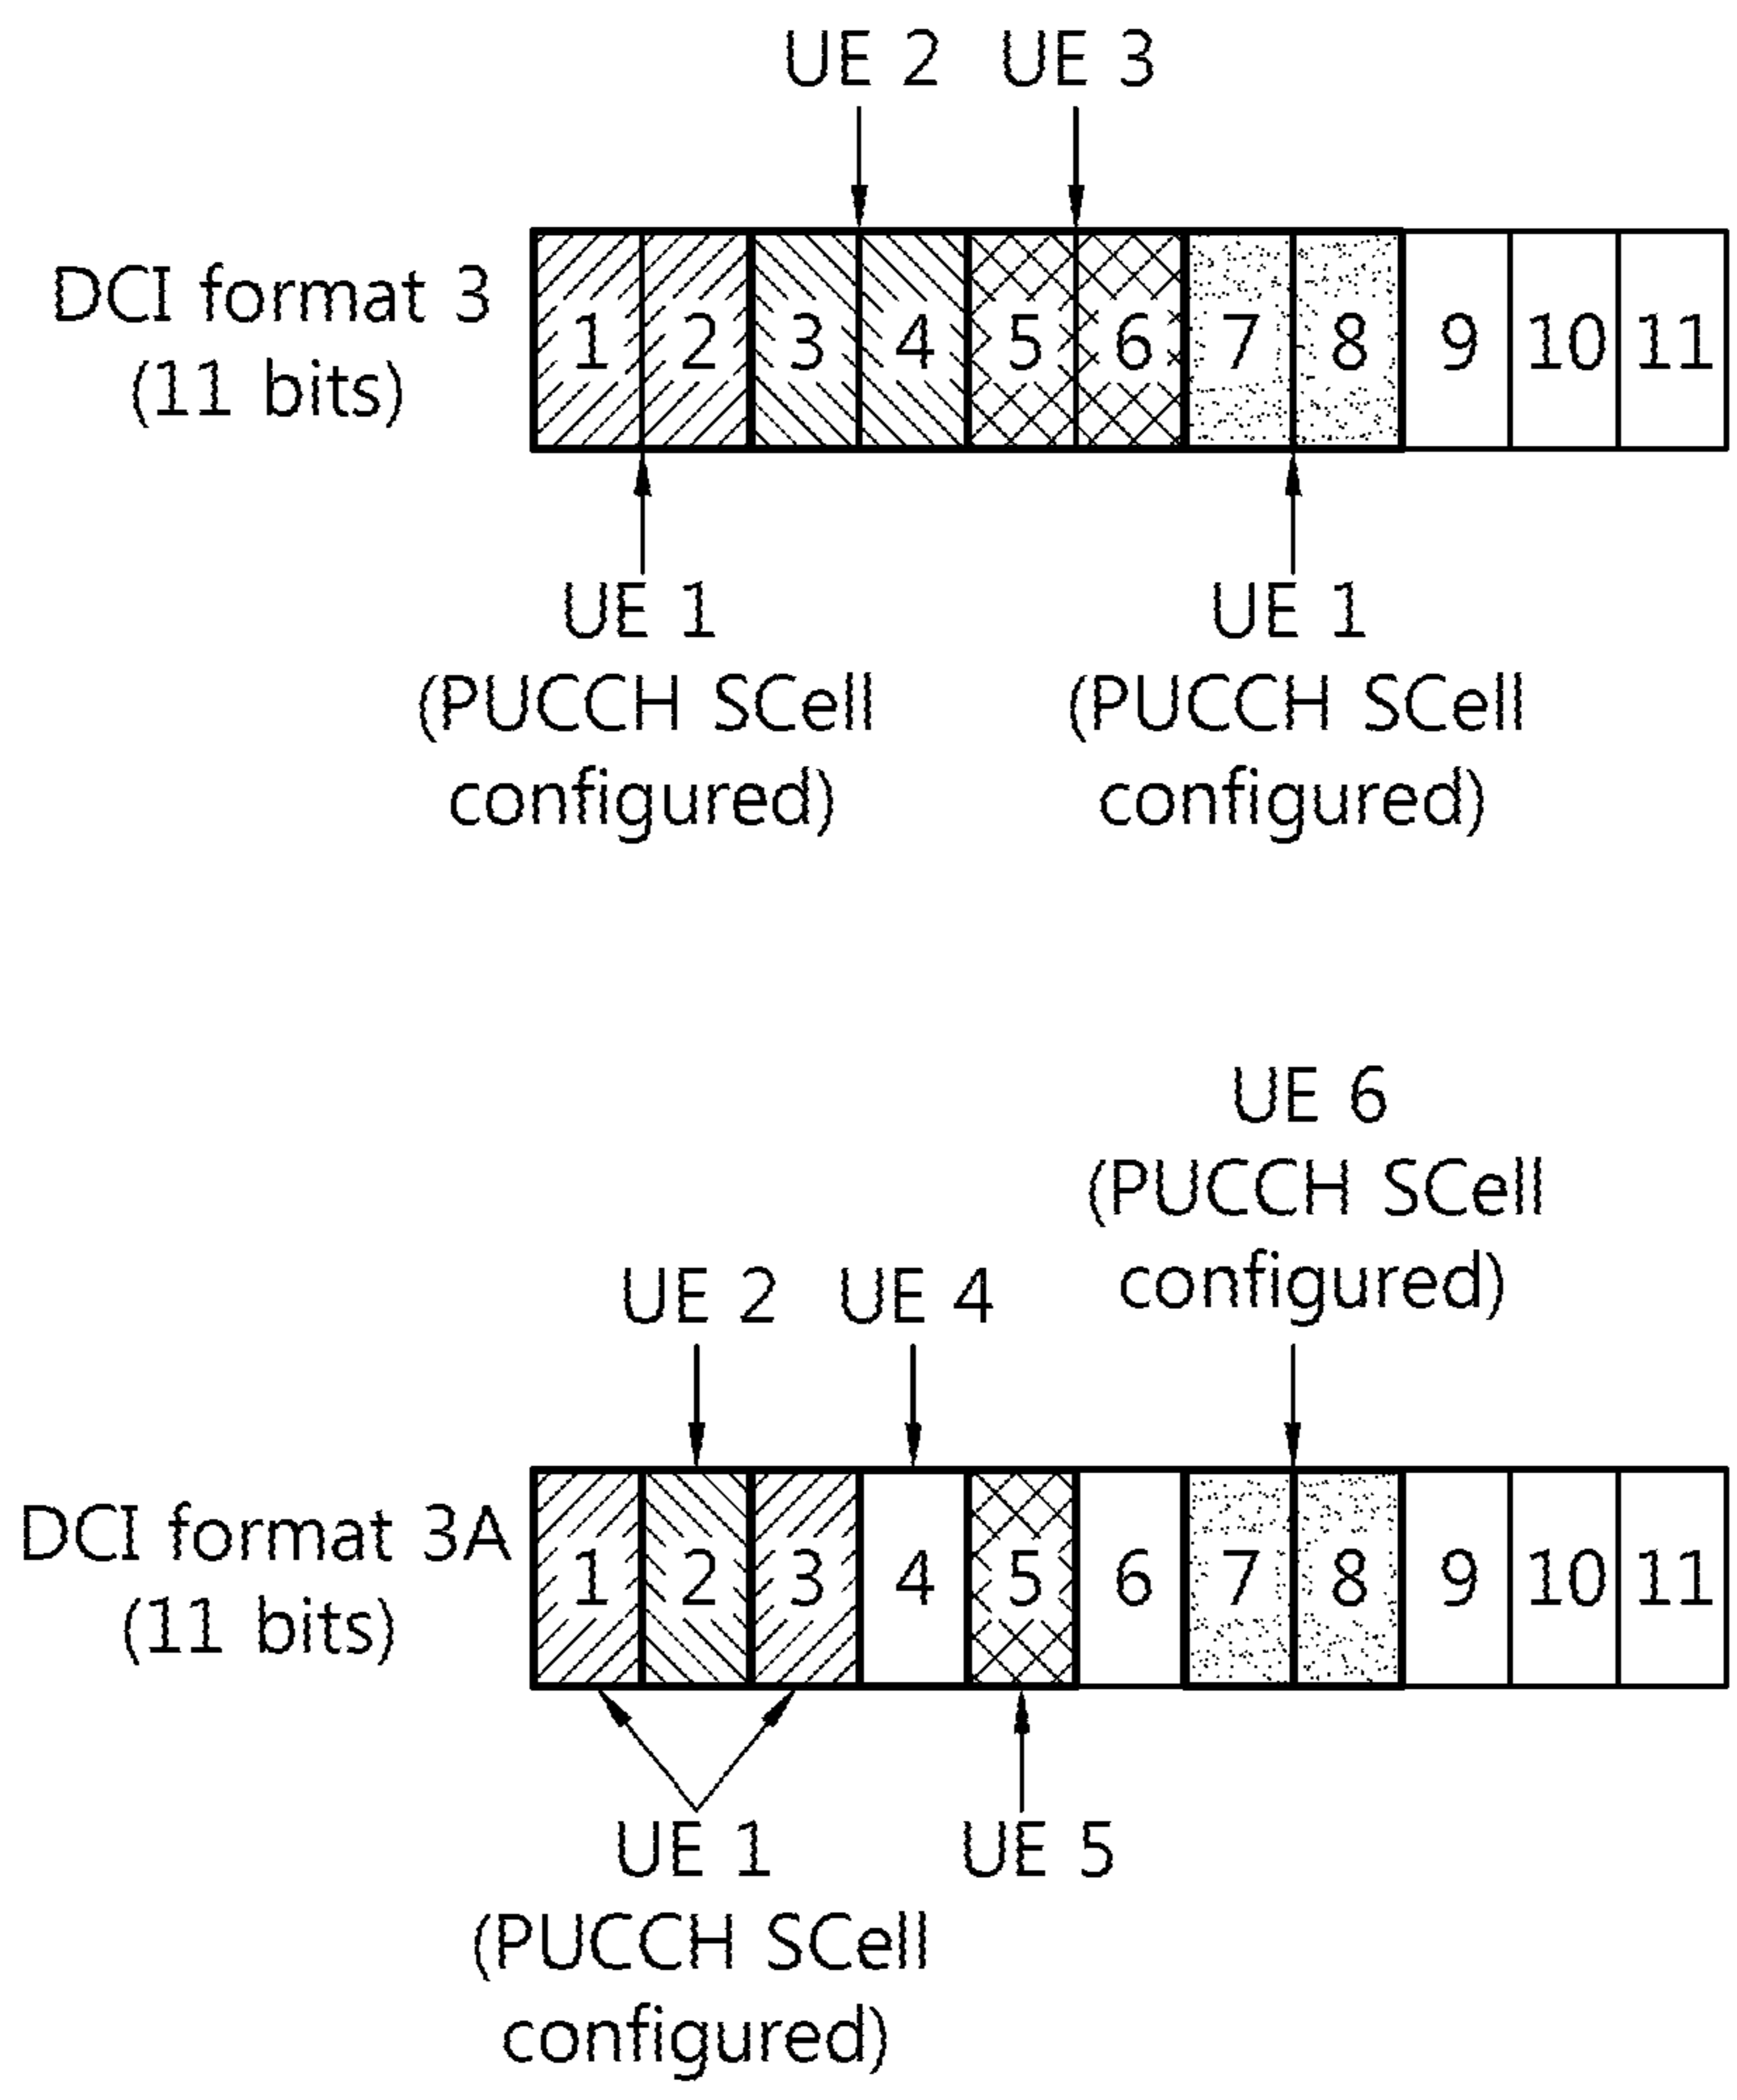 UE 2 UE 3
DCI format 3
(11 bits)
1 2 3 4 5 6 7 8 9 10 11
UE 1
(PUCCH SCell
configured)
UE 1
(PUCCH SCell
configured)
UE 6
(PUCCH SCell
configured)
UE 2 UE 4
DCI format 3A
(11 bits)
1 2 3 4 5 6 7 8 9 10 11
UE 1
(PUCCH SCell
configured)
UE 5